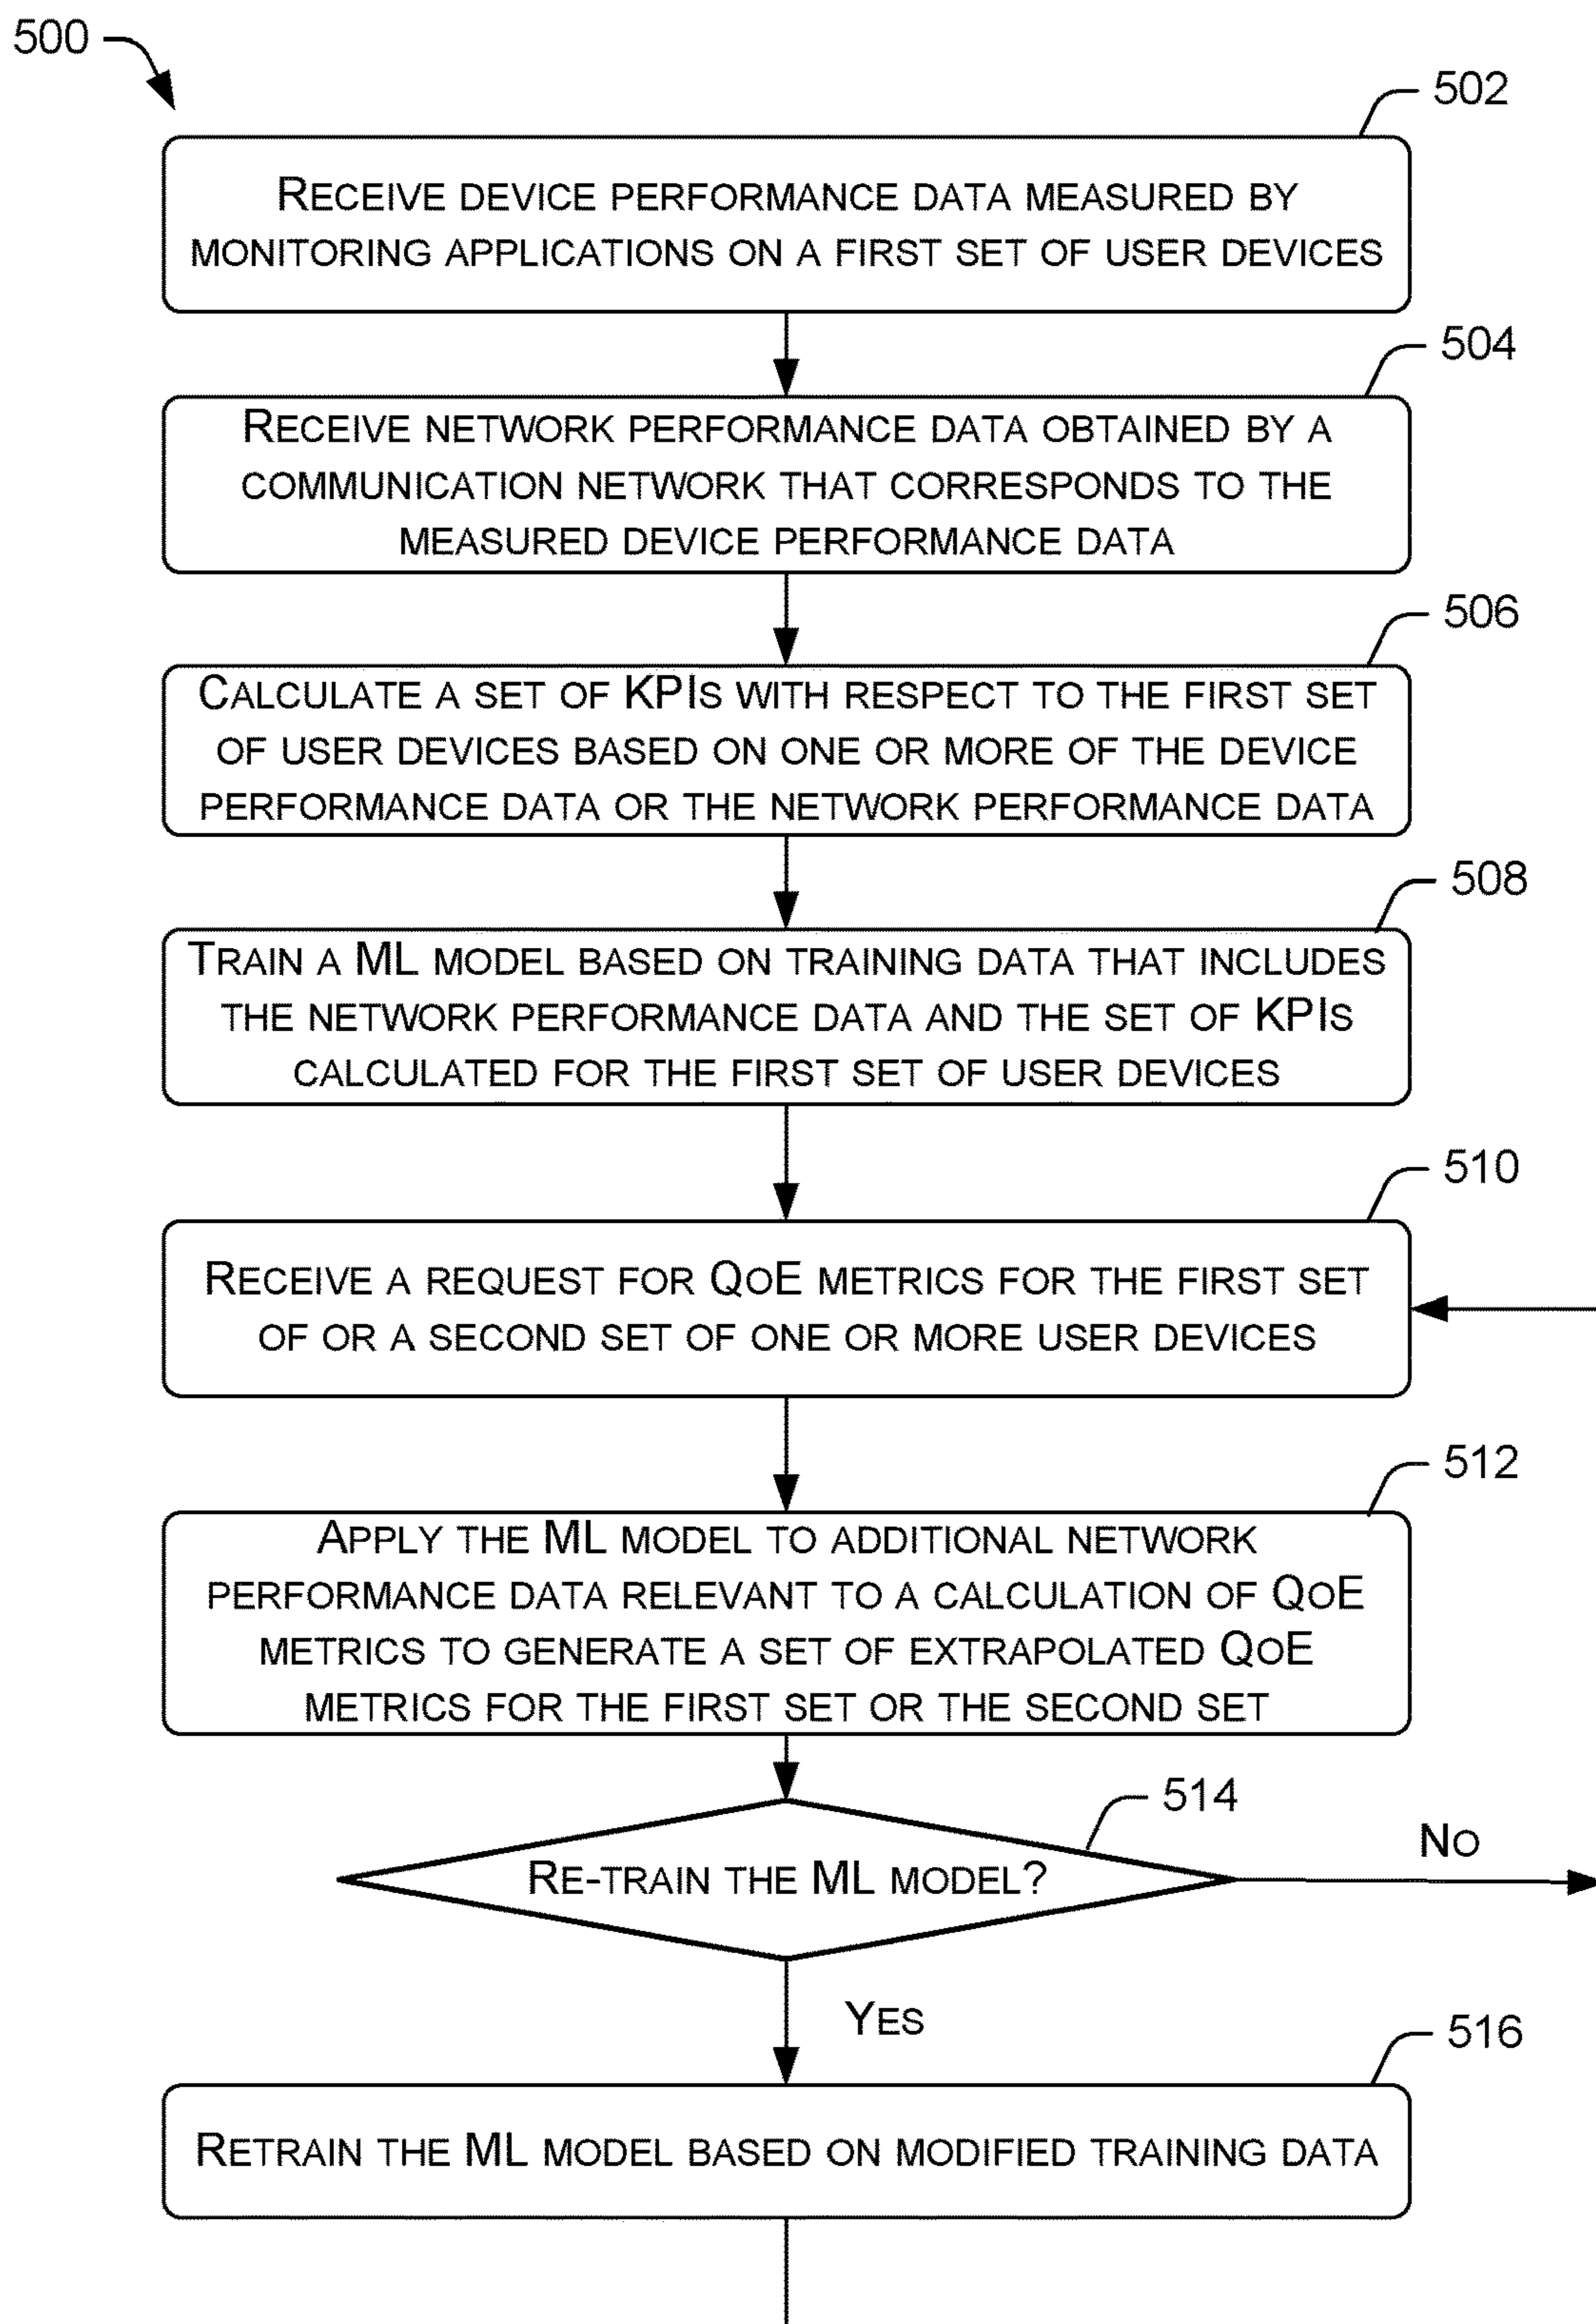 500
502
RECEIVE DEVICE PERFORMANCE DATA MEASURED BY
MONITORING APPLICATIONS ON A FIRST SET OF USER DEVICES
504
RECEIVE NETWORK PERFORMANCE DATA OBTAINED BY A
COMMUNICATION NETWORK THAT CORRESPONDS TO THE
MEASURED DEVICE PERFORMANCE DATA
506
CALCULATE A SET OF KPIS WITH RESPECT TO THE FIRST SET
OF USER DEVICES BASED ON ONE OR MORE OF THE DEVICE
PERFORMANCE DATA OR THE NETWORK PERFORMANCE DATA
508
TRAIN A ML MODEL BASED ON TRAINING DATA THAT INCLUDES
THE NETWORK PERFORMANCE DATA AND THE SET OF KPIS
CALCULATED FOR THE FIRST SET OF USER DEVICES
510
RECEIVE A REQUEST FOR QOE METRICS FOR THE FIRST SET
OF OR A SECOND SET OF ONE OR MORE USER DEVICES
512
APPLY THE ML MODEL TO ADDITIONAL NETWORK
PERFORMANCE DATA RELEVANT TO A CALCULATION OF QOE
METRICS TO GENERATE A SET OF EXTRAPOLATED QOE
METRICS FOR THE FIRST SET OR THE SECOND SET
514
RE-TRAIN THE ML MODEL?
NO
YES
516
RETRAIN THE ML MODEL BASED ON MODIFIED TRAINING DATA